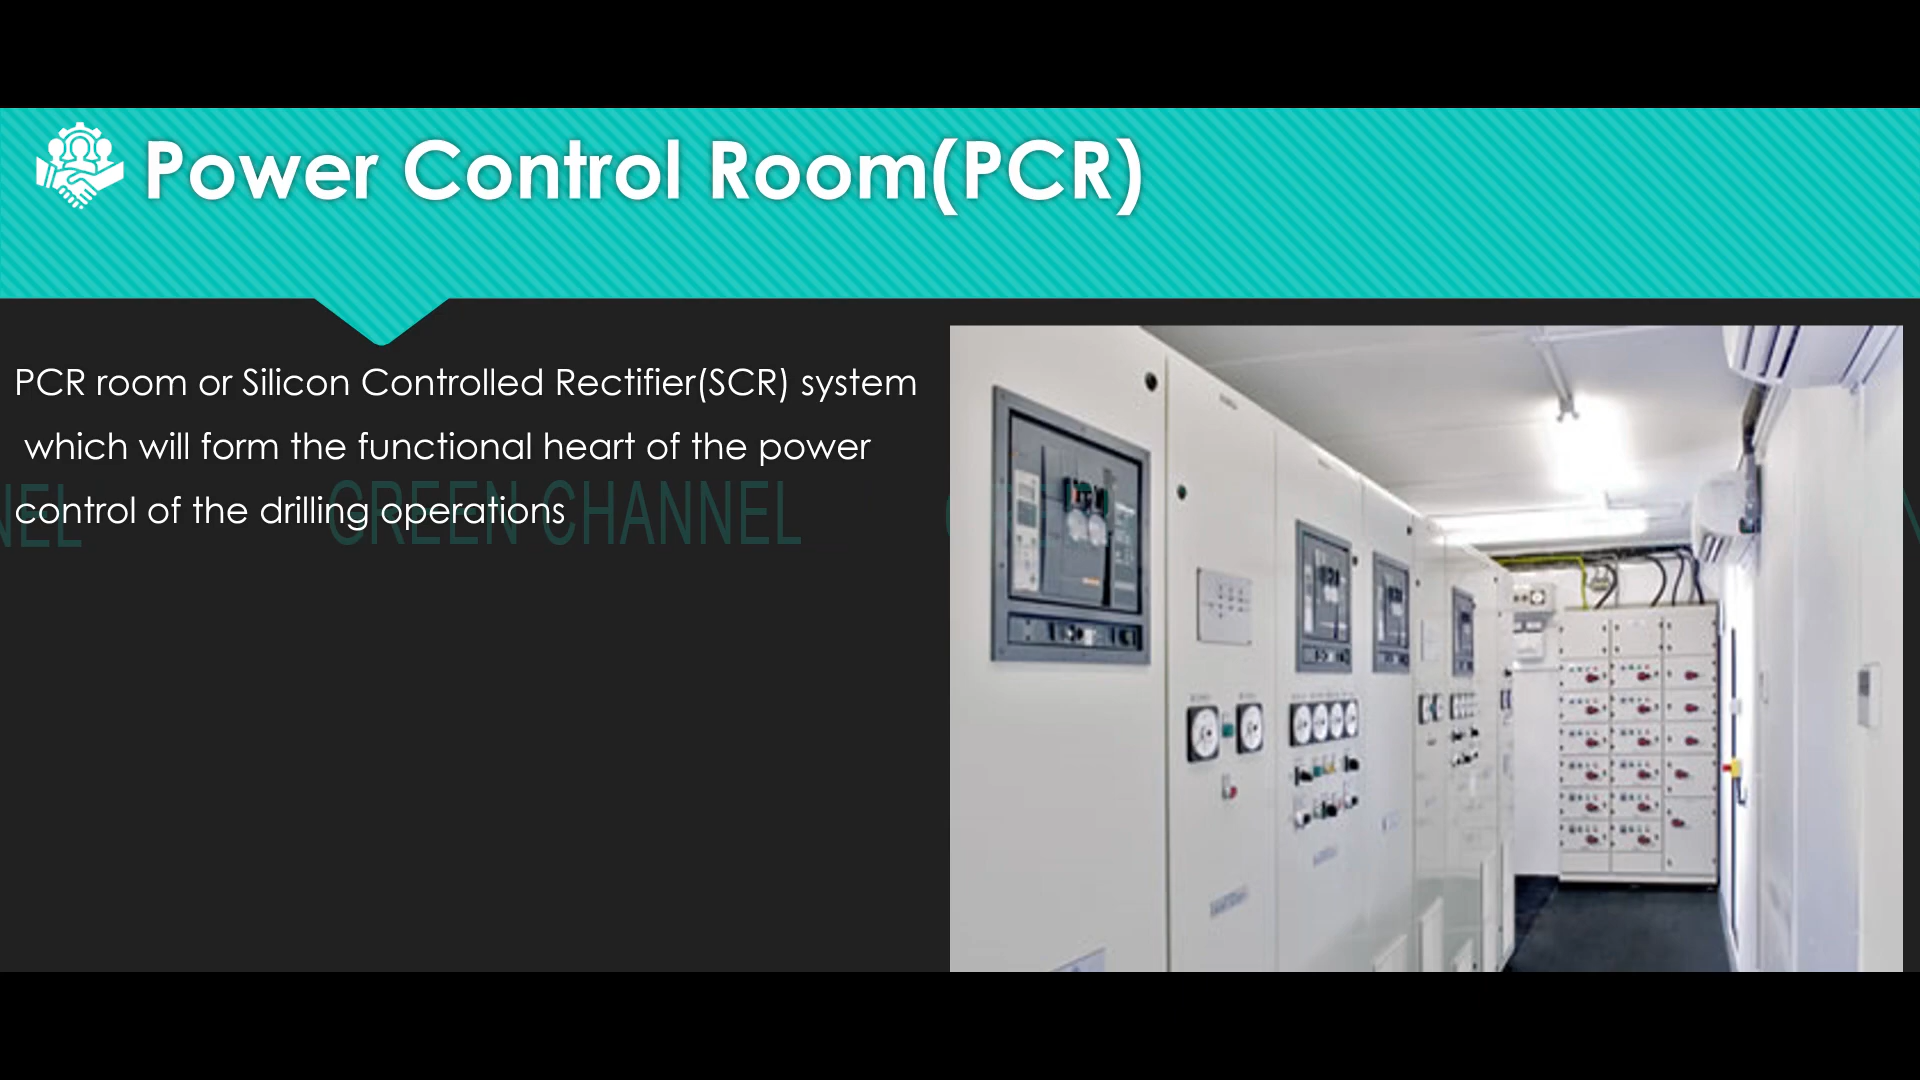 Power Control Room(PCR)
PCR room or Silicon Controlled Rectifier(SCR) system
which will form the functional heart of the power
control of the drilling operations
NEL
GREEN CHANNEL